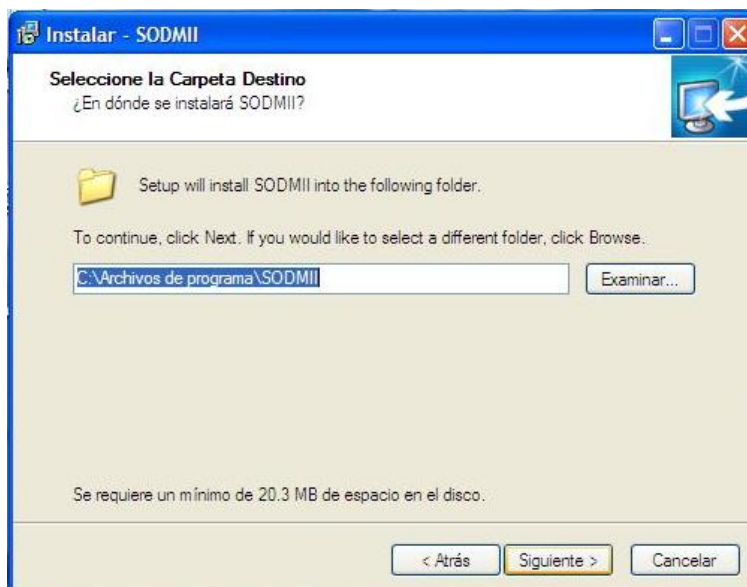 Instalar - SODMII
Seleccione la Carpeta Destino
¿En dónde se instalará SODMII?
Setup will install SODMII into the following folder.
To continue, click Next. If you would like to select a different folder, click Browse.
C:\Archivos de programa\SODMII
Examinar...
Se requiere un mínimo de 20.3 MB de espacio en el disco.
< Atrás
Siguiente >
Cancelar